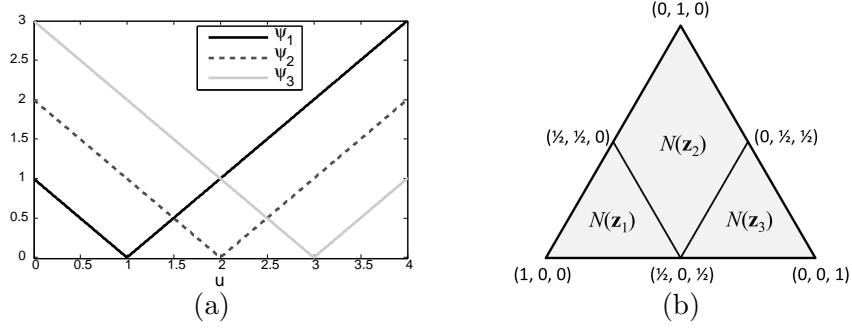 3
2.5
2
1.5
1
0.5
0
0 0.5 1 1.5 2 2.5 3 3.5 4
u
ψ1
ψ2
ψ3
(a)
(0, 1, 0)
(½, ½, 0)
(0, ½, ½)
N(z2)
N(z1)
N(z3)
(1, 0, 0)
(½, 0, ½)
(0, 0, 1)
(b)